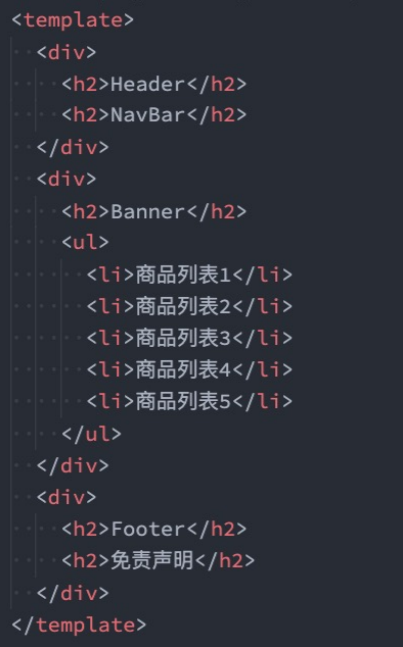 <template>
<div>
<h2>Header</h2>
<h2>NavBar</h2>
</div>
<div>
<h2>Banner</h2>
<ul>
<li>商品列表1</li>
<li>商品列表2</li>
<li>商品列表3</li>
<li>商品列表4</li>
<li>商品列表5</li>
</ul>
</div>
<div>
<h2>Footer</h2>
<h2>免责声明</h2>
</div>
</template>